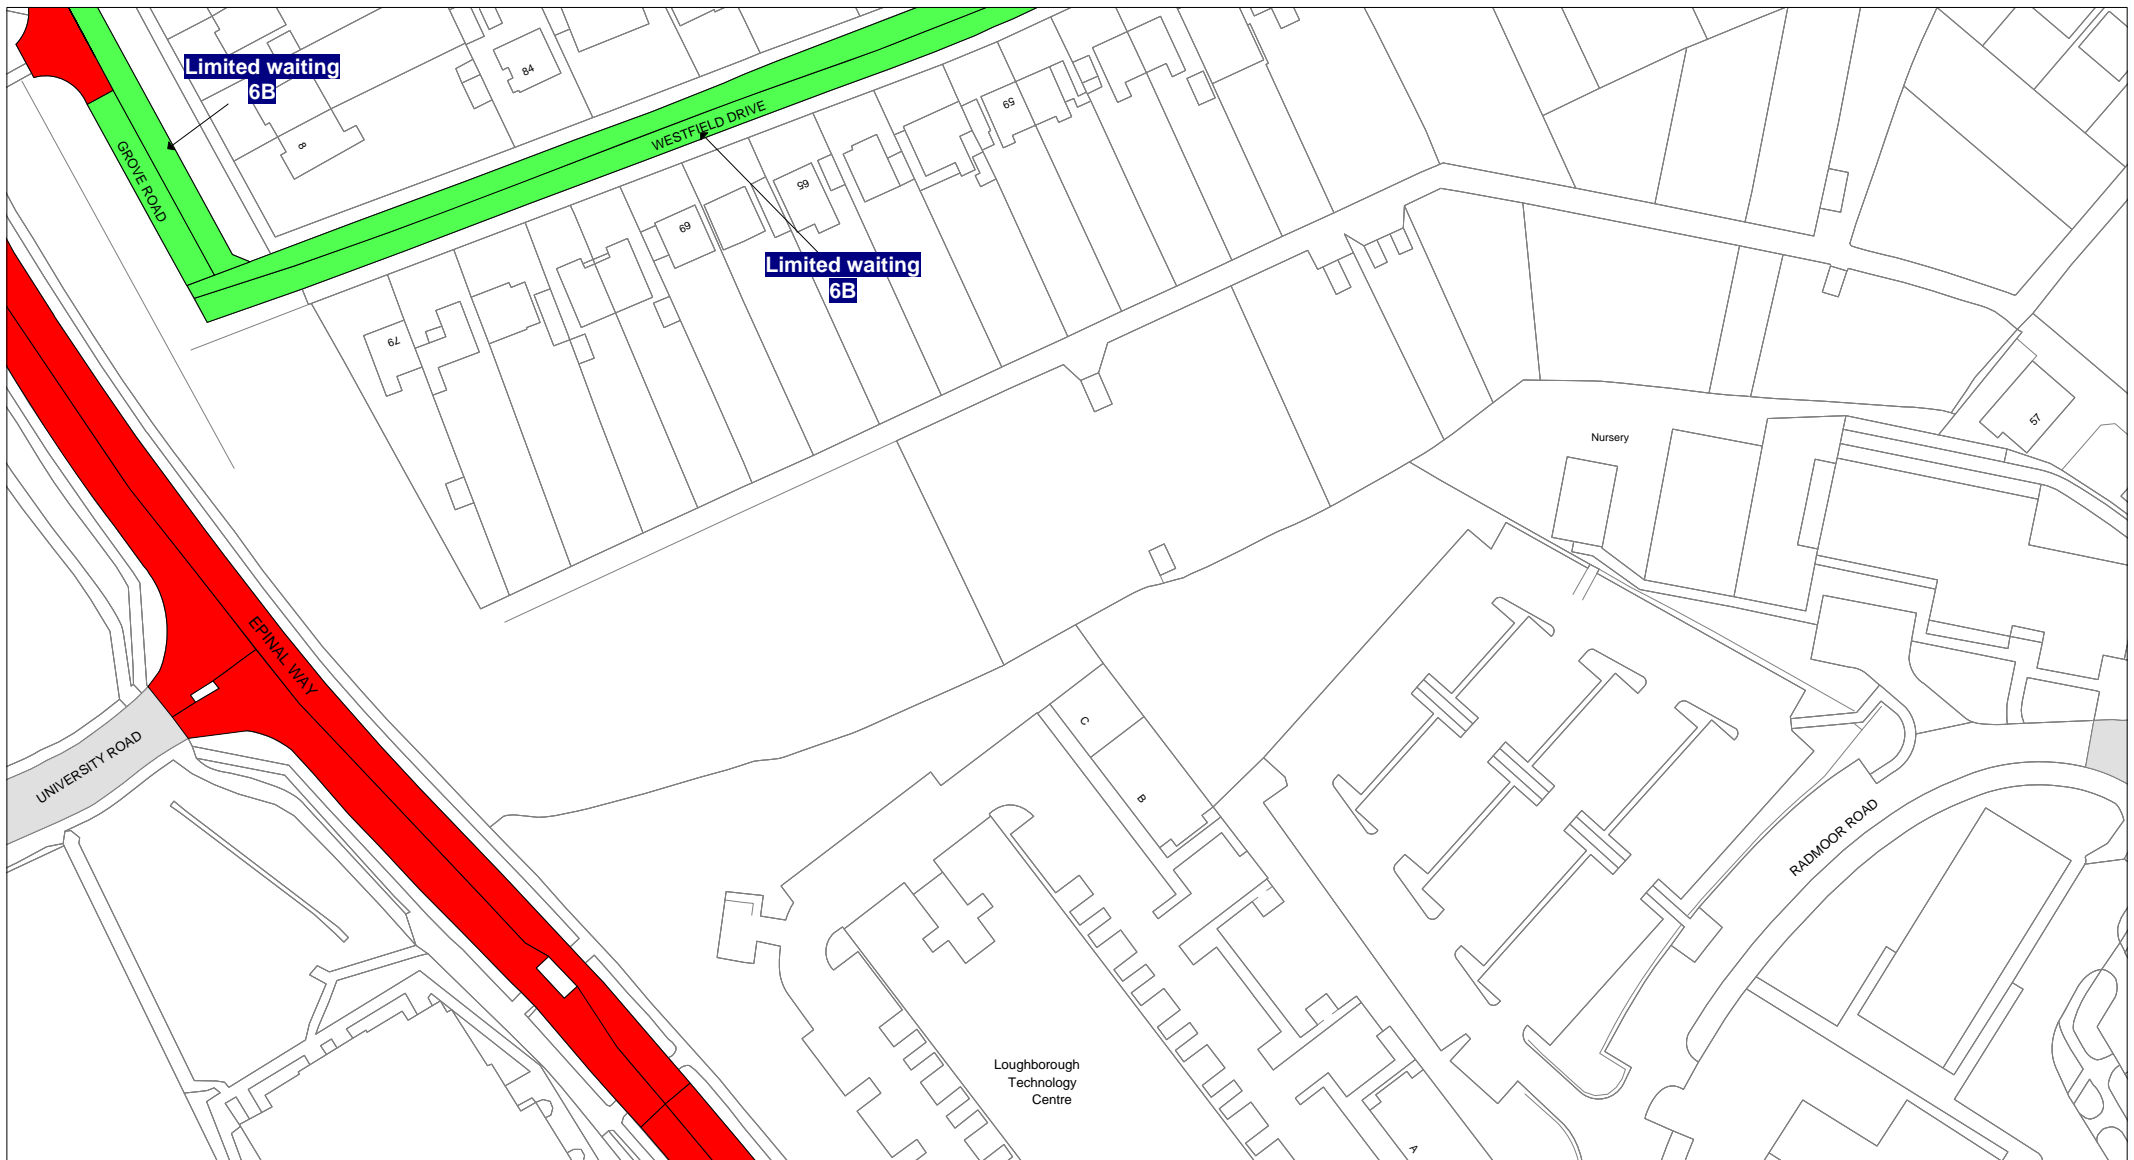 Limited waiting
6B
84
8
GROVE ROAD
WESTFIELD DRIVE
59
65
69
Limited waiting
6B
79
57
Nursery
EPINAL WAY
UNIVERSITY ROAD
C
B
RADMOOR ROAD
Loughborough
Technology
Centre
A